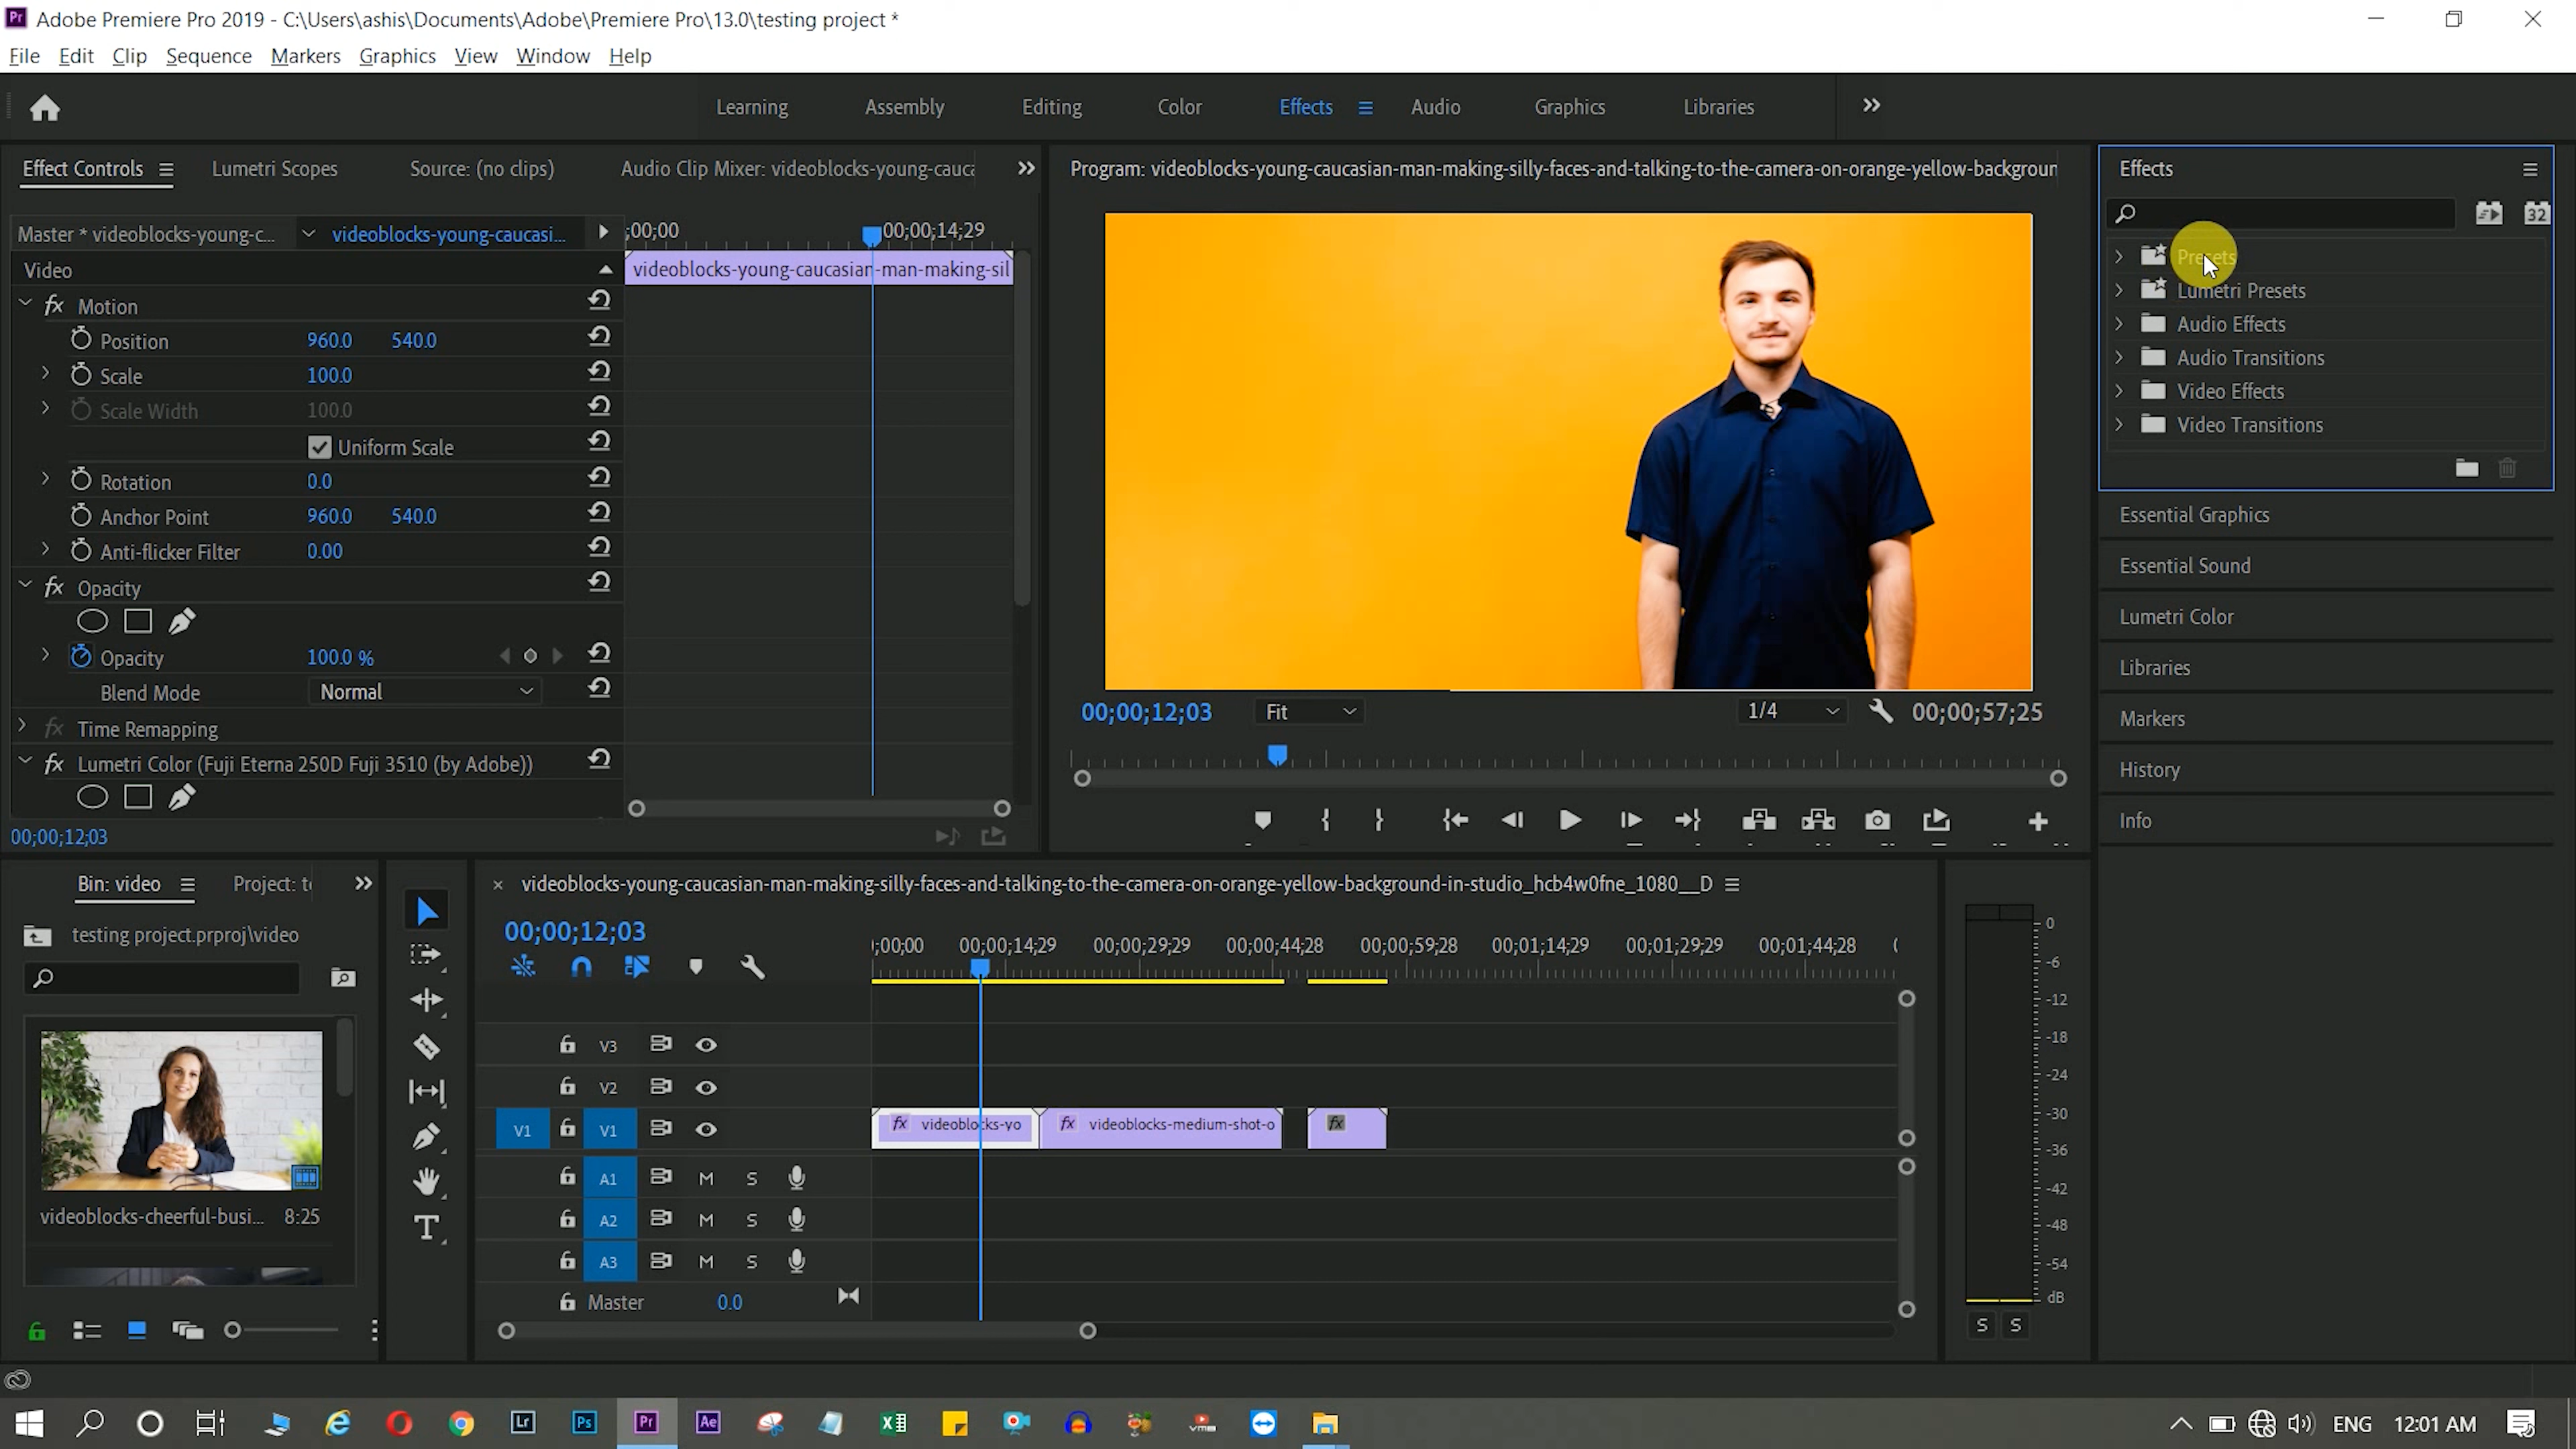 Adobe Premiere Pro 2019 - C:\Users\ashis\Documents\Adobe\Premiere Pro\13.0\testing project *
File Edit Clip Sequence Markers Graphics View Window Help
Learning Assembly Editing Color Effects Audio Graphics Libraries
Effect Controls Lumetri Scopes Source: (no clips) Audio Clip Mixer: videoblocks-young-cauca
Master * videoblocks-young-c... videoblocks-young-caucasi...
;00;00 00;00;14;29
Video
videoblocks-young-caucasian-man-making-sil
fx Motion
Position 960.0 540.0
Scale 100.0
Scale Width 100.0
Uniform Scale
Rotation 0.0
Anchor Point 960.0 540.0
Anti-flicker Filter 0.00
fx Opacity
Opacity 100.0 %
Blend Mode Normal
fx Time Remapping
fx Lumetri Color (Fuji Eterna 250D Fuji 3510 (by Adobe))
00;00;12;03
Program: videoblocks-young-caucasian-man-making-silly-faces-and-talking-to-the-camera-on-orange-yellow-backgroun
00;00;12;03 Fit 1/4 00;00;57;25
Effects
32
Presets
Lumetri Presets
Audio Effects
Audio Transitions
Video Effects
Video Transitions
Essential Graphics
Essential Sound
Lumetri Color
Libraries
Markers
History
Info
Bin: video Project: te
testing project.prproj\video
videoblocks-cheerful-busi... 8:25
T
videoblocks-young-caucasian-man-making-silly-faces-and-talking-to-the-camera-on-orange-yellow-background-in-studio_hcb4w0fne_1080__D
00;00;12;03
;00;00 00;00;14;29 00;00;29;29 00;00;44;28 00;00;59;28 00;01;14;29 00;01;29;29 00;01;44;28
V3
V2
V1 V1 fx videoblocks-yo fx videoblocks-medium-shot-o fx
A1 M S
A2 M S
A3 M S
Master 0.0
0
-6
-12
-18
-24
-30
-36
-42
-48
-54
dB
S S
Lr Ps Pr Ae
ENG 12:01 AM